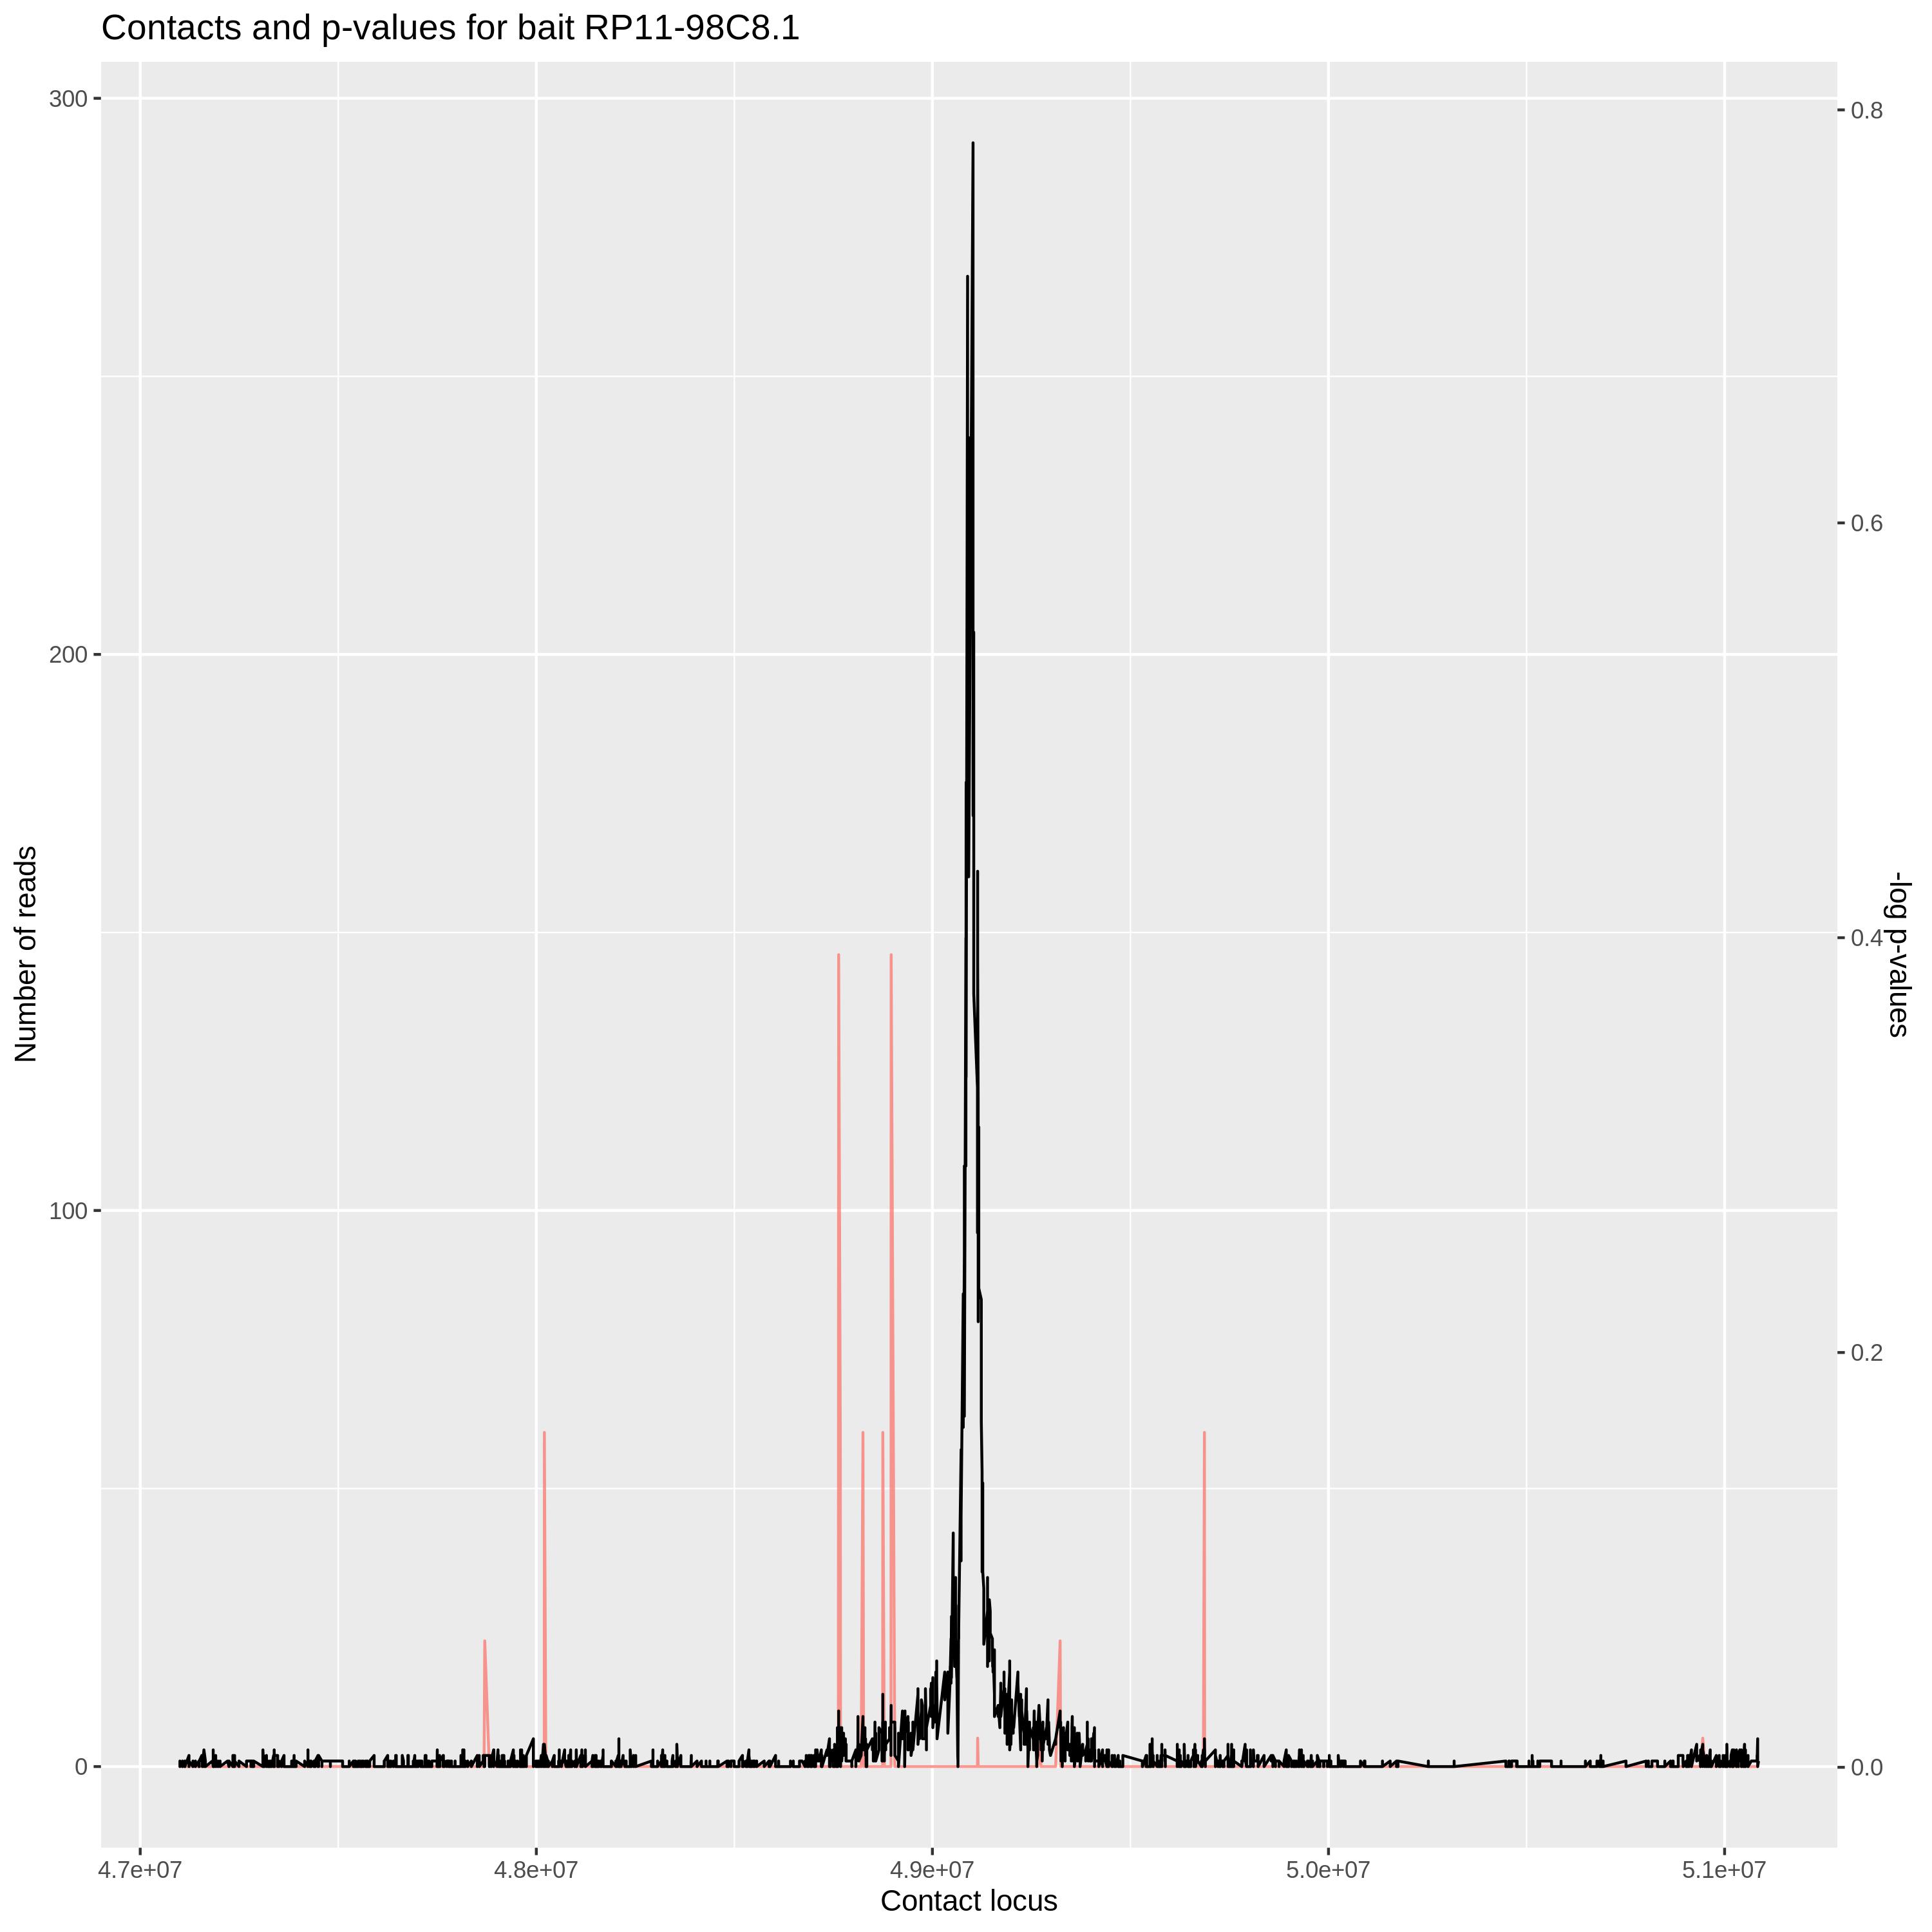 Contacts and p-values for bait RP11-98C8.1
300
200
100
0
Number of reads
0.8
0.6
0.4
0.2
0.0
-log p-values
4.7e+07 4.8e+07 4.9e+07 5.0e+07 5.1e+07
Contact locus